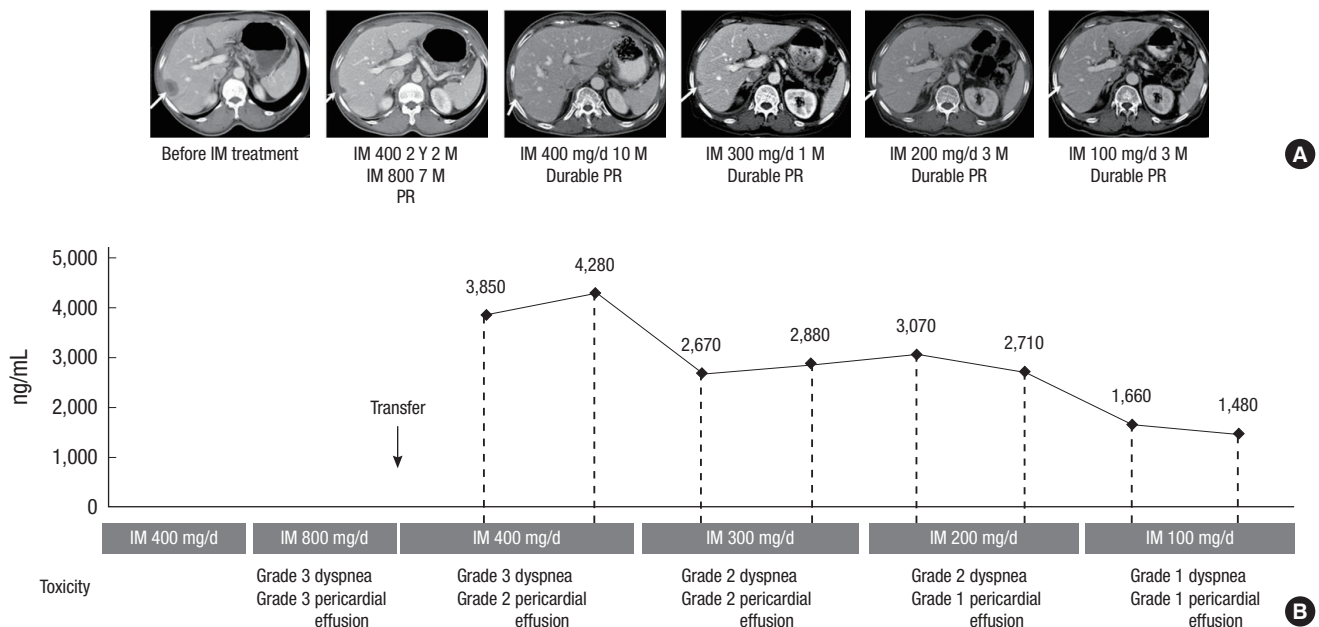 Before IM treatment
IM 400 2 Y 2 M
IM 800 7 M
PR
IM 400 mg/d 10 M
Durable PR
IM 300 mg/d 1 M
Durable PR
IM 200 mg/d 3 M
Durable PR
IM 100 mg/d 3 M
Durable PR
A
ng/mL
5,000
4,000
3,000
2,000
1,000
0
Transfer
3,850
4,280
2,670
2,880
3,070
2,710
1,660
1,480
IM 400 mg/d
IM 800 mg/d
IM 400 mg/d
IM 300 mg/d
IM 200 mg/d
IM 100 mg/d
Toxicity
Grade 3 dyspnea
Grade 3 pericardial
effusion
Grade 3 dyspnea
Grade 2 pericardial
effusion
Grade 2 dyspnea
Grade 2 pericardial
effusion
Grade 2 dyspnea
Grade 1 pericardial
effusion
Grade 1 dyspnea
Grade 1 pericardial
effusion
B